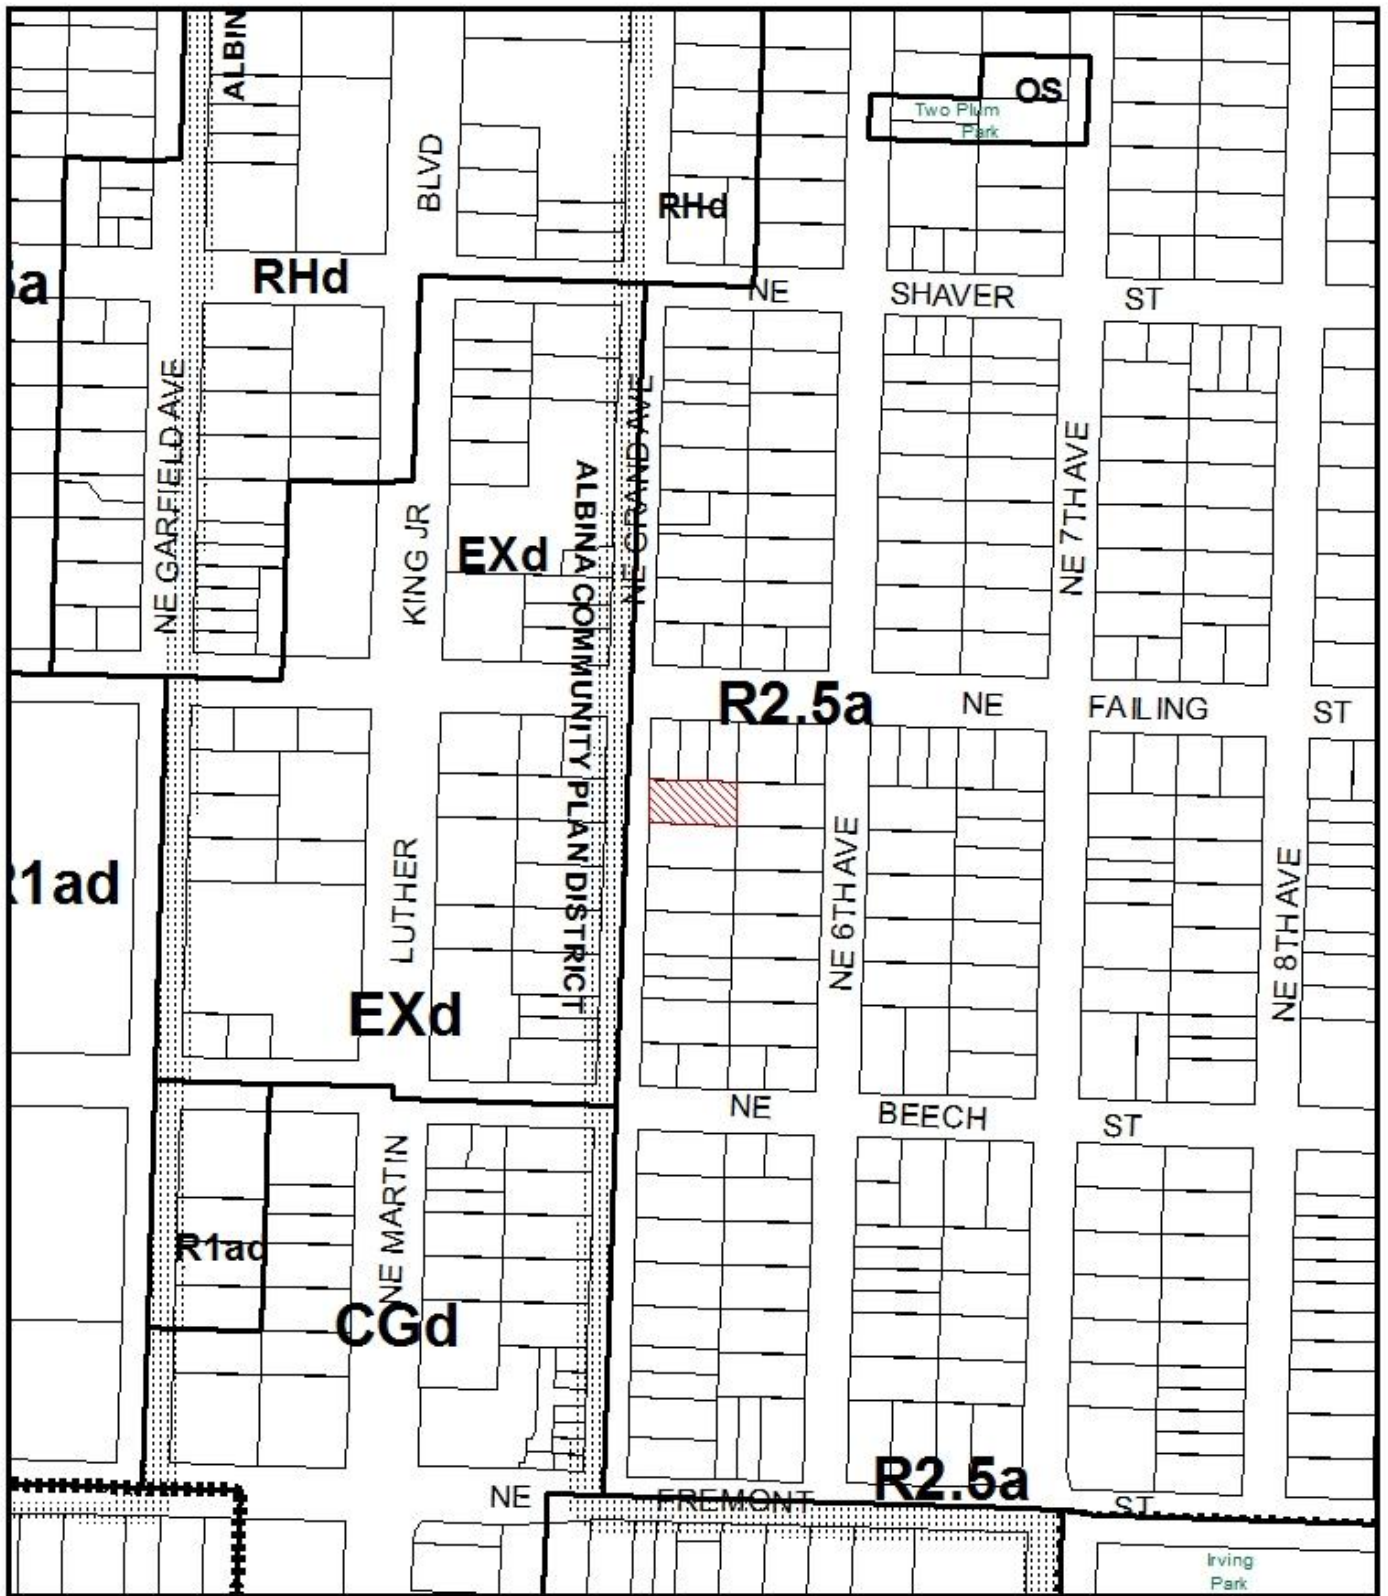 ALBIN
OS
Two Plum
Park
BLVD
RHd
RHd
NE SHAVER ST
NE GARFIELD AVE
NE GRAND AVE
NE 7TH AVE
KING JR
EXd
ALBINA COMMUNITY PLAN DISTRICT
R2.5a
NE FAILING ST
R1ad
LUTHER
NE 6TH AVE
NE 8TH AVE
EXd
NE BEECH ST
NE MARTIN
R1ad
CGd
R2.5a
NE FREMONT ST
Irving
Park